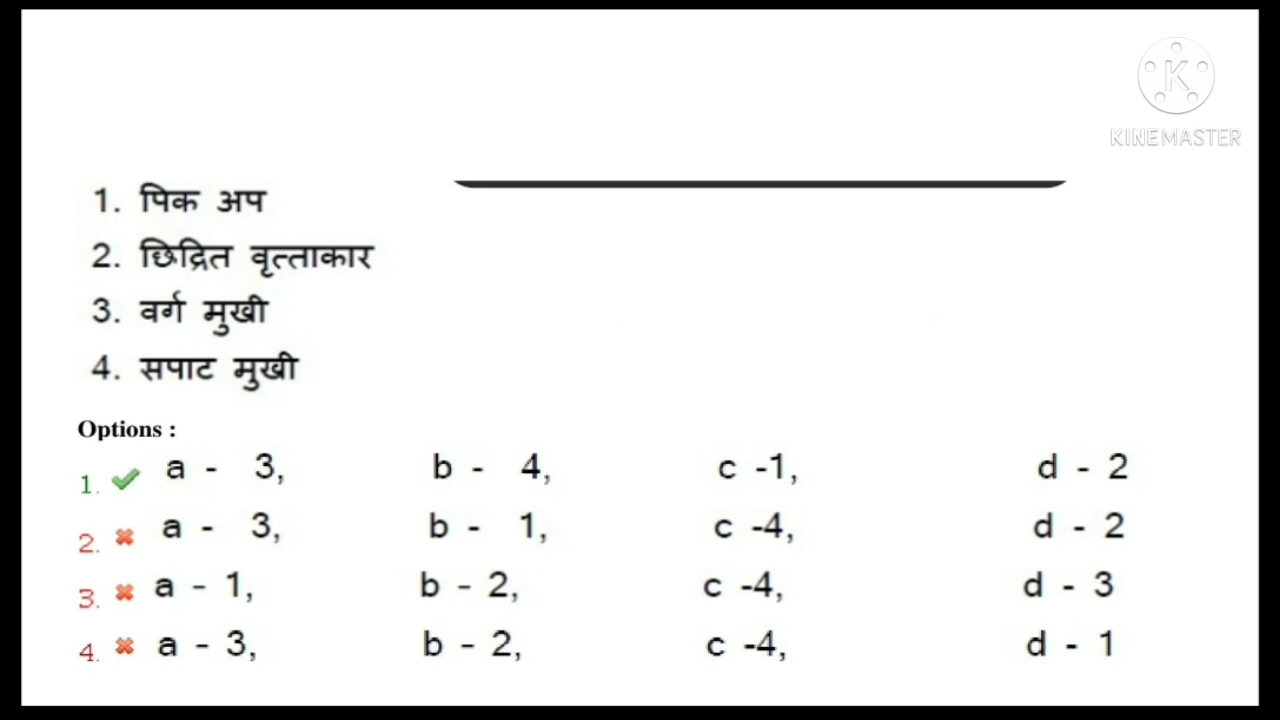 K
KINEMASTER
1. पिक अप
2. छिद्रित वृत्ताकार
3. वर्ग मुखी
4. सपाट मुखी
Options :
1. a - 3, b - 4, c -1, d - 2
2. a - 3, b - 1, c -4, d - 2
3. a - 1, b - 2, c -4, d - 3
4. a - 3, b - 2, c -4, d - 1